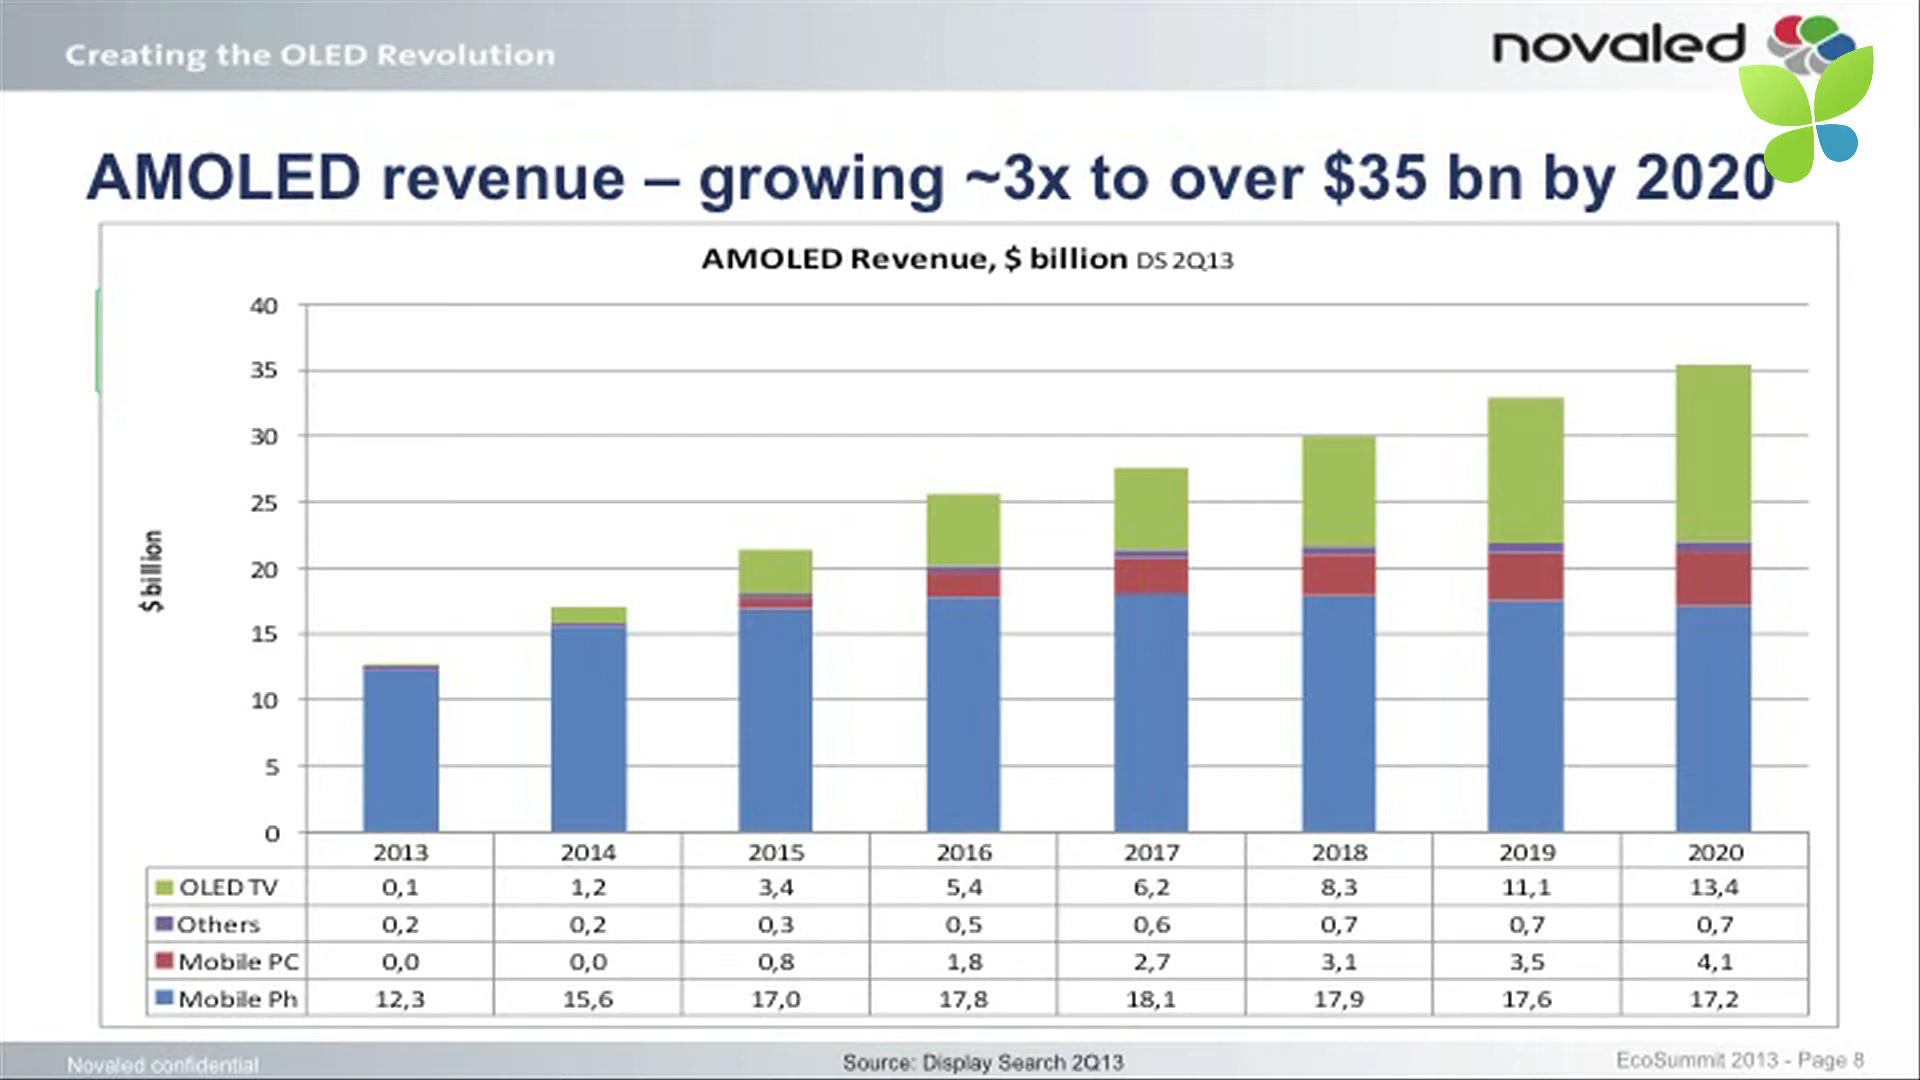 Creating the OLED Revolution
novaled
AMOLED revenue – growing ~3x to over $35 bn by 2020
AMOLED Revenue, $ billion DS 2Q13
40
35
30
25
20
15
10
5
0
$ billion
2013 2014 2015 2016 2017 2018 2019 2020
OLED TV 0,1 1,2 3,4 5,4 6,2 8,3 11,1 13,4
Others 0,2 0,2 0,3 0,5 0,6 0,7 0,7 0,7
Mobile PC 0,0 0,0 0,8 1,8 2,7 3,1 3,5 4,1
Mobile Ph 12,3 15,6 17,0 17,8 18,1 17,9 17,6 17,2
Novaled confidential
Source: Display Search 2Q13
EcoSummit 2013 - Page 8